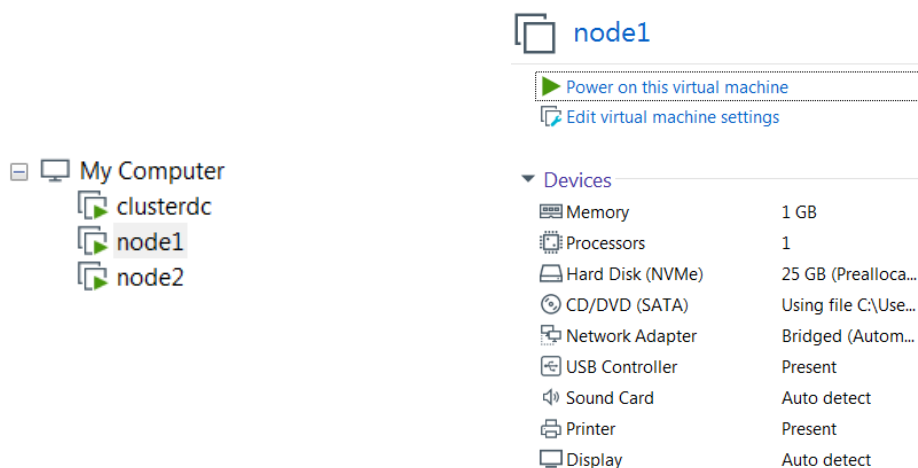 My Computer
clusterdc
node1
node2
node1
Power on this virtual machine
Edit virtual machine settings
Devices
Memory 1 GB
Processors 1
Hard Disk (NVMe) 25 GB (Prealloca...
CD/DVD (SATA) Using file C:\Use...
Network Adapter Bridged (Autom...
USB Controller Present
Sound Card Auto detect
Printer Present
Display Auto detect